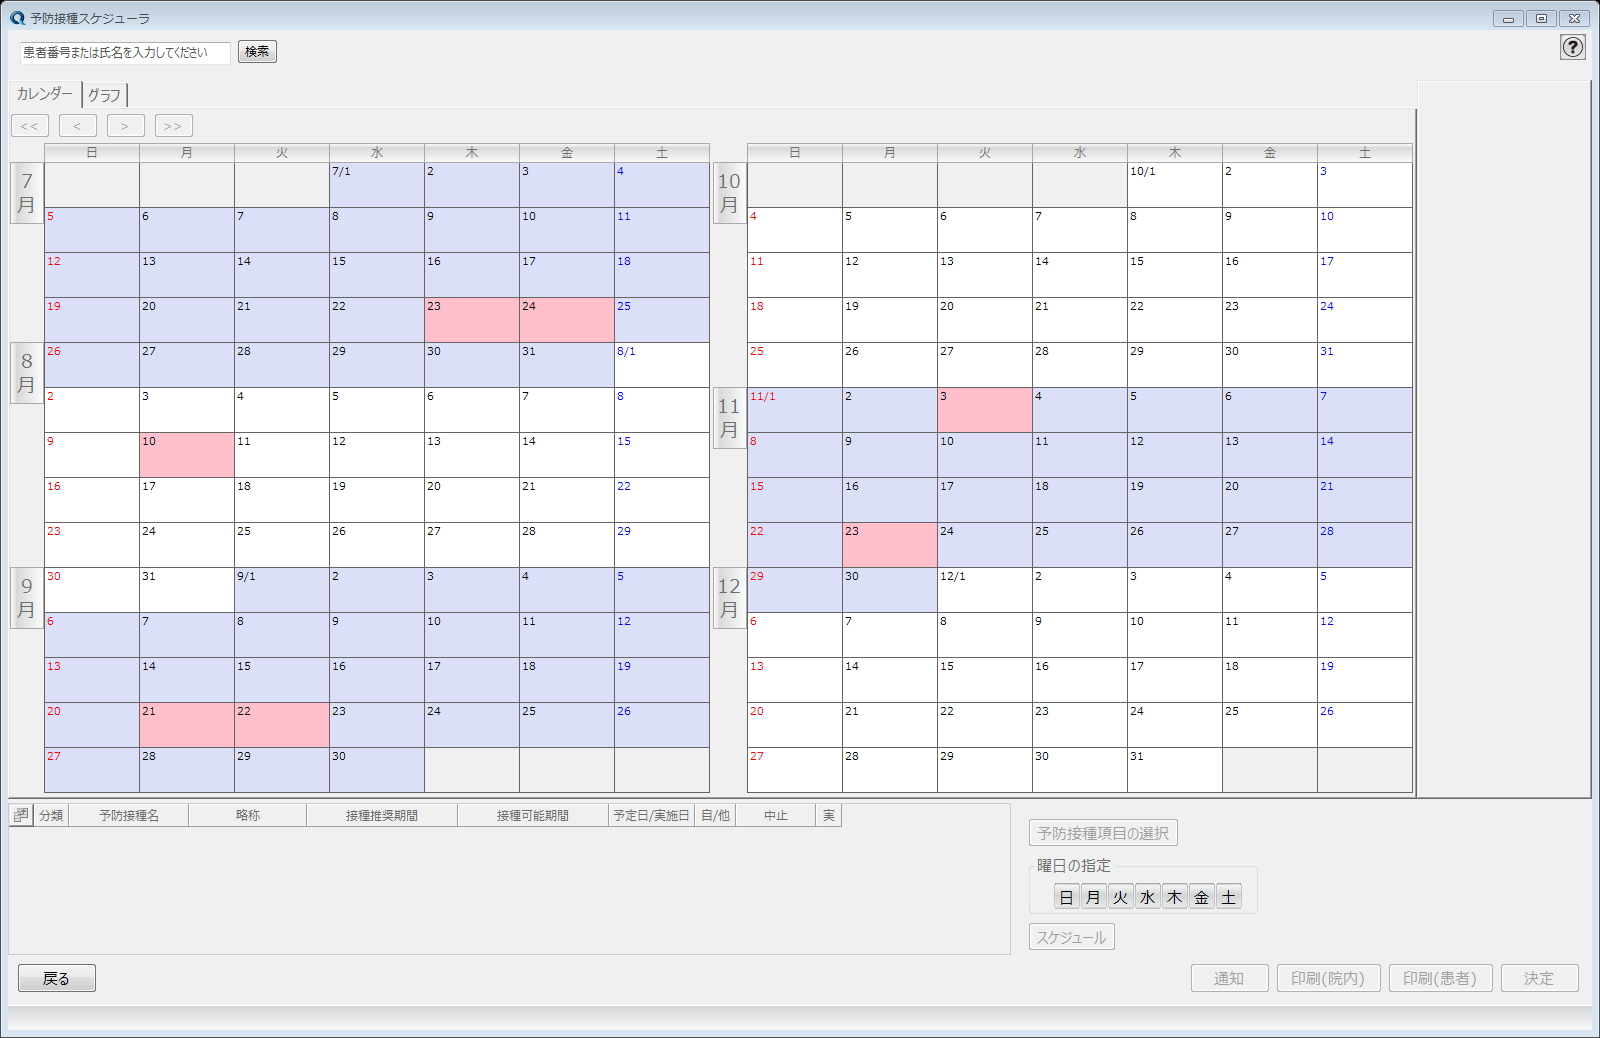 予防接種スケジューラ
患者番号または氏名を入力してください 検索 ?
カレンダー グラフ
<< < > >>
日 月 火 水 木 金 土
7月
7/1 2 3 4
5 6 7 8 9 10 11
12 13 14 15 16 17 18
19 20 21 22 23 24 25
8月
26 27 28 29 30 31 8/1
2 3 4 5 6 7 8
9 10 11 12 13 14 15
16 17 18 19 20 21 22
23 24 25 26 27 28 29
9月
30 31 9/1 2 3 4 5
6 7 8 9 10 11 12
13 14 15 16 17 18 19
20 21 22 23 24 25 26
27 28 29 30
日 月 火 水 木 金 土
10月
10/1 2 3
4 5 6 7 8 9 10
11 12 13 14 15 16 17
18 19 20 21 22 23 24
25 26 27 28 29 30 31
11月
11/1 2 3 4 5 6 7
8 9 10 11 12 13 14
15 16 17 18 19 20 21
22 23 24 25 26 27 28
12月
29 30 12/1 2 3 4 5
6 7 8 9 10 11 12
13 14 15 16 17 18 19
20 21 22 23 24 25 26
27 28 29 30 31
分類 予防接種名 略称 接種推奨期間 接種可能期間 予定日/実施日 自/他 中止 実
予防接種項目の選択
曜日の指定
日 月 火 水 木 金 土
スケジュール
戻る 通知 印刷(院内) 印刷(患者) 決定